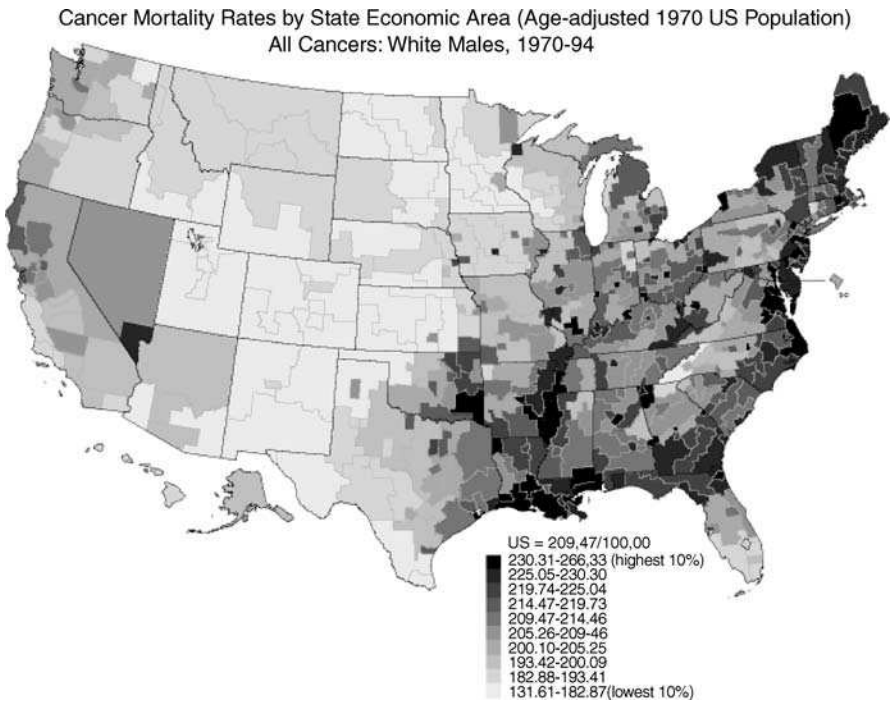 Cancer Mortality Rates by State Economic Area (Age-adjusted 1970 US Population)
All Cancers: White Males, 1970-94
DC
US = 209,47/100,00
230.31-266,33 (highest 10%)
225.05-230.30
219.74-225.04
214.47-219.73
209.47-214.46
205.26-209-46
200.10-205.25
193.42-200.09
182.88-193.41
131.61-182.87(lowest 10%)